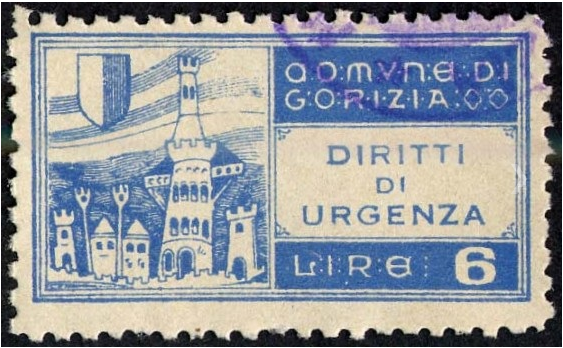 COMVNE·DI
GORIZIA
DIRITTI
DI
URGENZA
LIRE: 6